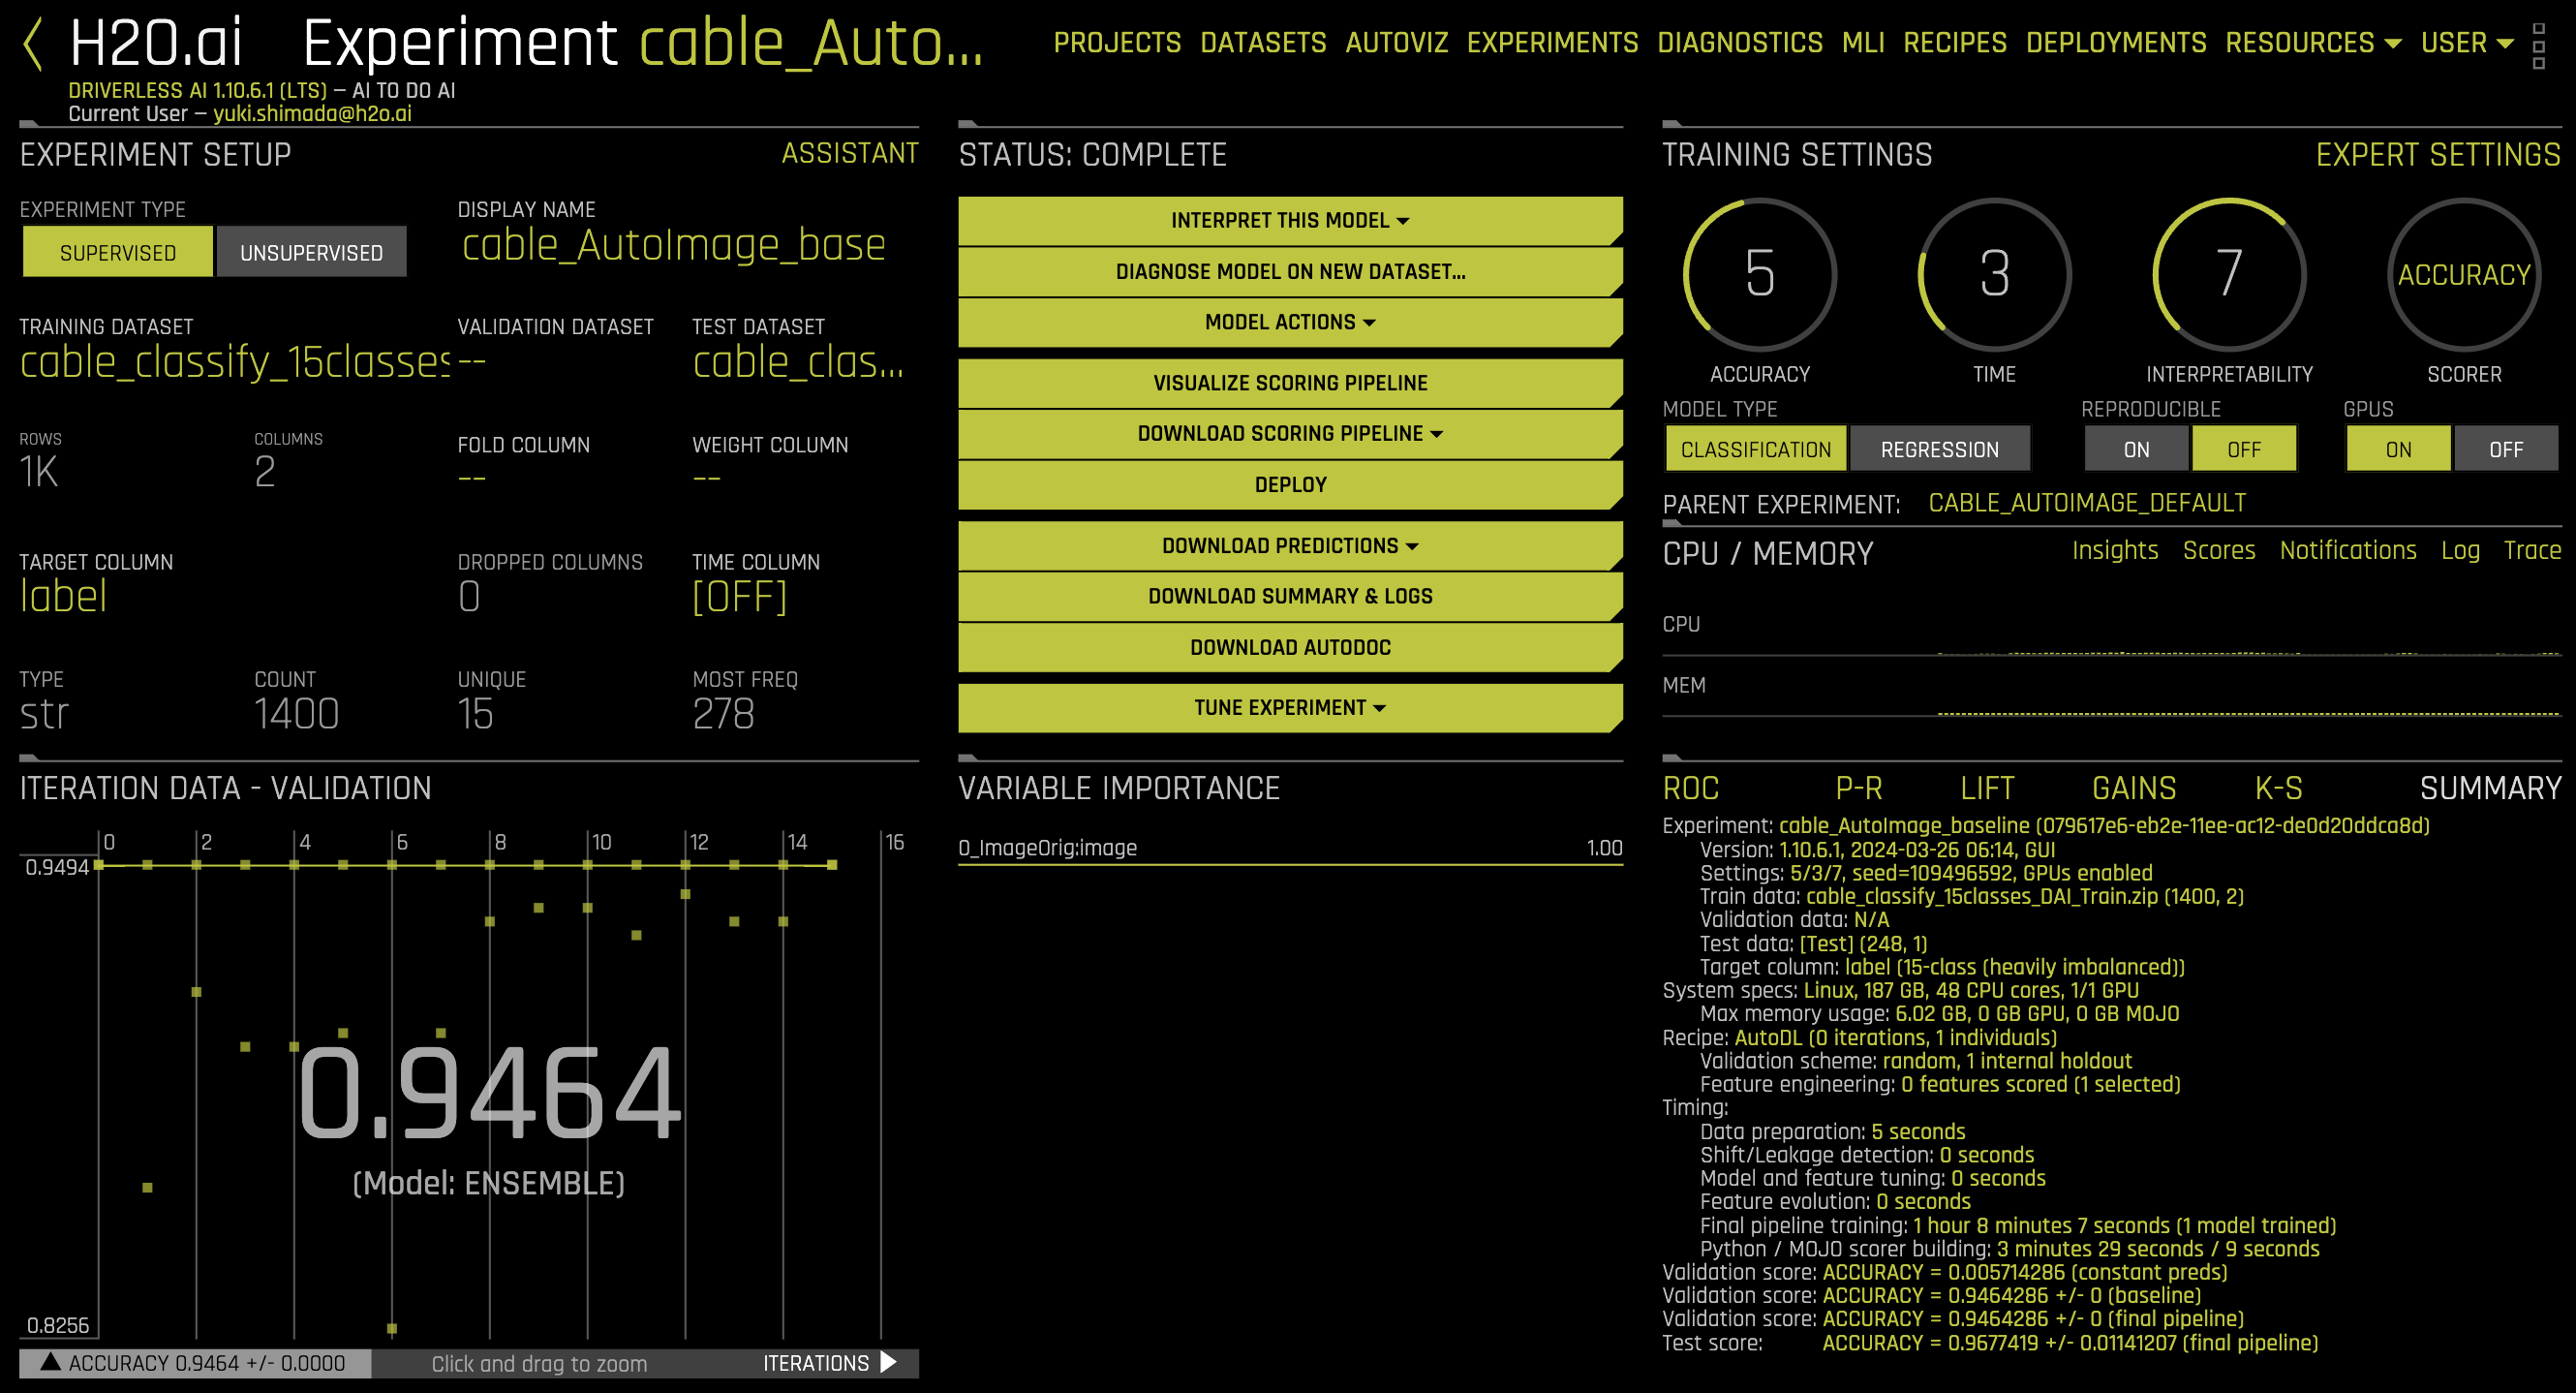 H2O.ai Experiment cable_Auto...
DRIVERLESS AI 1.10.6.1 (LTS) — AI TO DO AI
Current User — yuki.shimada@h2o.ai
PROJECTS DATASETS AUTOVIZ EXPERIMENTS DIAGNOSTICS MLI RECIPES DEPLOYMENTS RESOURCES USER
EXPERIMENT SETUP ASSISTANT
EXPERIMENT TYPE
SUPERVISED UNSUPERVISED
DISPLAY NAME
cable_AutoImage_base
TRAINING DATASET
cable_classify_15classes
VALIDATION DATASET
--
TEST DATASET
cable_clas...
ROWS
1K
COLUMNS
2
FOLD COLUMN
--
WEIGHT COLUMN
--
TARGET COLUMN
label
DROPPED COLUMNS
0
TIME COLUMN
[OFF]
TYPE
str
COUNT
1400
UNIQUE
15
MOST FREQ
278
STATUS: COMPLETE
INTERPRET THIS MODEL
DIAGNOSE MODEL ON NEW DATASET...
MODEL ACTIONS
VISUALIZE SCORING PIPELINE
DOWNLOAD SCORING PIPELINE
DEPLOY
DOWNLOAD PREDICTIONS
DOWNLOAD SUMMARY & LOGS
DOWNLOAD AUTODOC
TUNE EXPERIMENT
TRAINING SETTINGS EXPERT SETTINGS
5 3 7 ACCURACY
ACCURACY TIME INTERPRETABILITY SCORER
MODEL TYPE REPRODUCIBLE GPUS
CLASSIFICATION REGRESSION ON OFF ON OFF
PARENT EXPERIMENT: CABLE_AUTOIMAGE_DEFAULT
CPU / MEMORY Insights Scores Notifications Log Trace
CPU
MEM
ITERATION DATA - VALIDATION
0 2 4 6 8 10 12 14 16
0.9494
0.9464
(Model: ENSEMBLE)
0.8256
ACCURACY 0.9464 +/- 0.0000 Click and drag to zoom ITERATIONS
VARIABLE IMPORTANCE
0_ImageOrig:image 1.00
ROC P-R LIFT GAINS K-S SUMMARY
Experiment: cable_AutoImage_baseline (079617e6-eb2e-11ee-ac12-de0d20ddca8d)
Version: 1.10.6.1, 2024-03-26 06:14, GUI
Settings: 5/3/7, seed=109496592, GPUs enabled
Train data: cable_classify_15classes_DAI_Train.zip (1400, 2)
Validation data: N/A
Test data: [Test] (248, 1)
Target column: label (15-class (heavily imbalanced))
System specs: Linux, 187 GB, 48 CPU cores, 1/1 GPU
Max memory usage: 6.02 GB, 0 GB GPU, 0 GB MOJO
Recipe: AutoDL (0 iterations, 1 individuals)
Validation scheme: random, 1 internal holdout
Feature engineering: 0 features scored (1 selected)
Timing:
Data preparation: 5 seconds
Shift/Leakage detection: 0 seconds
Model and feature tuning: 0 seconds
Feature evolution: 0 seconds
Final pipeline training: 1 hour 8 minutes 7 seconds (1 model trained)
Python / MOJO scorer building: 3 minutes 29 seconds / 9 seconds
Validation score: ACCURACY = 0.005714286 (constant preds)
Validation score: ACCURACY = 0.9464286 +/- 0 (baseline)
Validation score: ACCURACY = 0.9464286 +/- 0 (final pipeline)
Test score: ACCURACY = 0.9677419 +/- 0.01141207 (final pipeline)